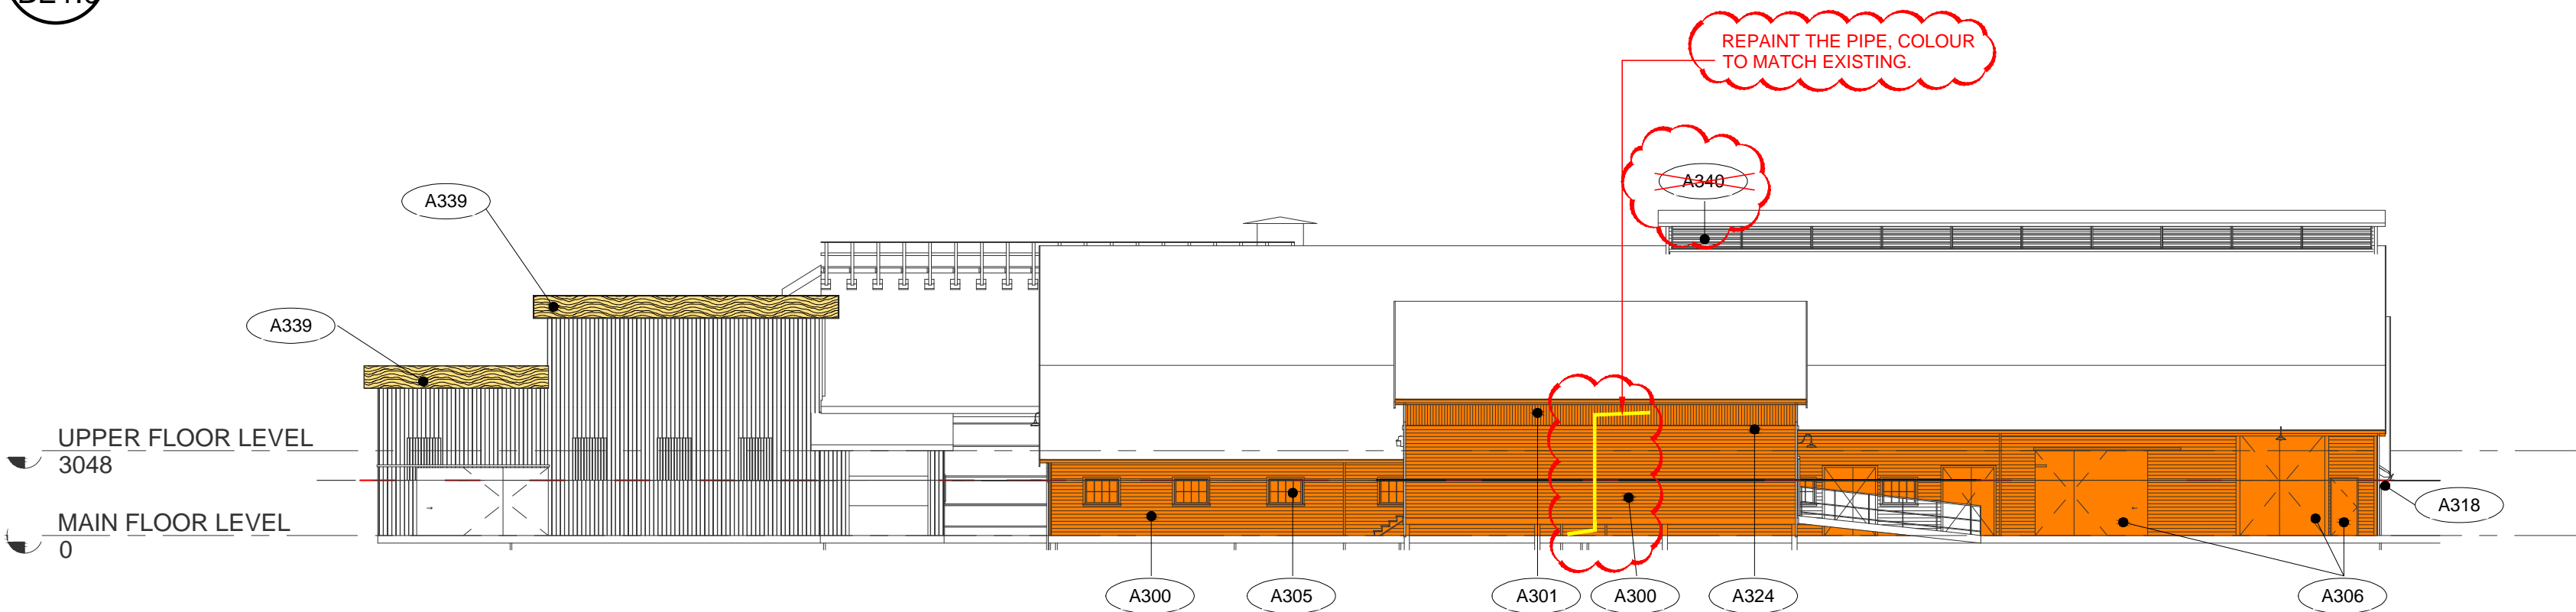 REPAINT THE PIPE, COLOUR
TO MATCH EXISTING.
A340
A339
A339
UPPER FLOOR LEVEL
3048
MAIN FLOOR LEVEL
0
A318
A300
A305
A301
A300
A324
A306